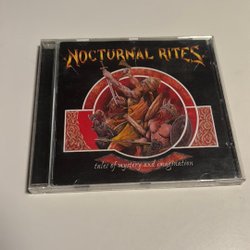 NOCTURNAL RITES
tales of mystery and imagination